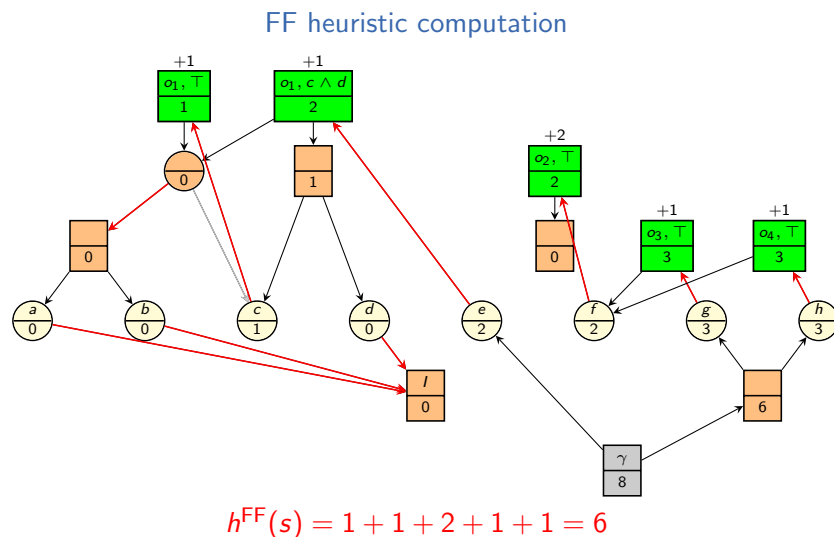 FF heuristic computation
+1
+1
o₁, ⊤
o₁, c ∧ d
1
2
+2
o₂, ⊤
2
0
1
+1
+1
o₃, ⊤
o₄, ⊤
0
0
3
3
a
b
c
d
e
f
g
h
0
0
1
0
2
2
3
3
I
0
6
γ
8
h^FF(s) = 1 + 1 + 2 + 1 + 1 = 6